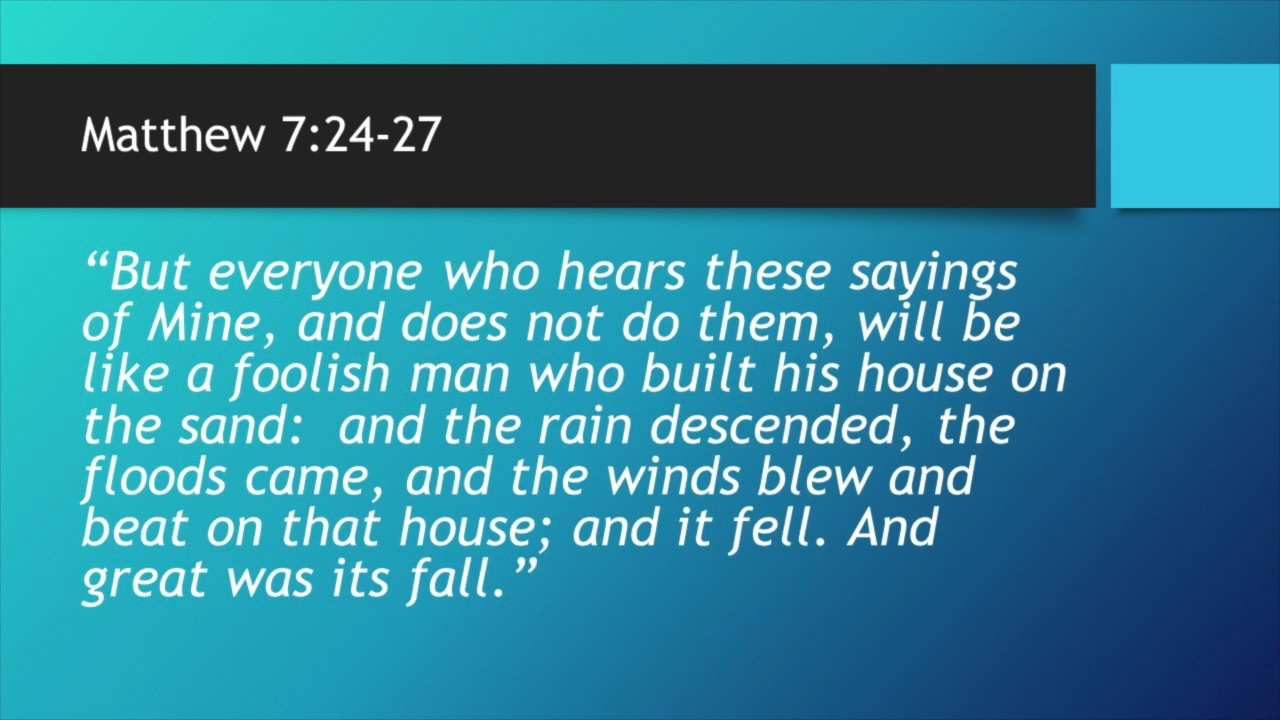 Matthew 7:24-27
“But everyone who hears these sayings
of Mine, and does not do them, will be
like a foolish man who built his house on
the sand:  and the rain descended, the
floods came, and the winds blew and
beat on that house; and it fell. And
great was its fall.”